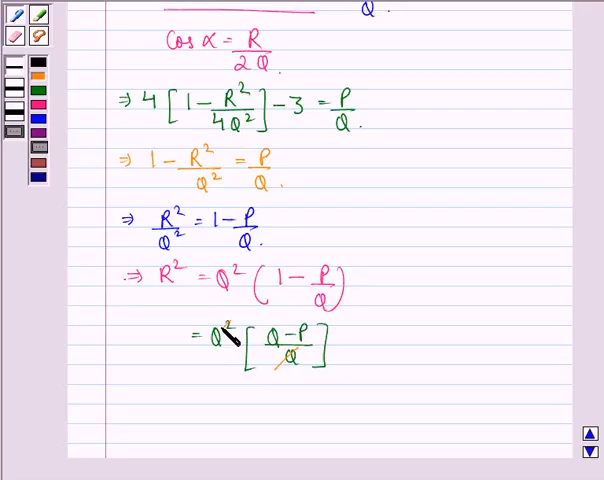 Q.
Cos α = R/2Q.
⇒ 4 [ 1 - R²/4Q² ] - 3 = P/Q.
⇒ 1 - R²/Q² = P/Q.
⇒ R²/Q² = 1 - P/Q.
⇒ R² = Q² ( 1 - P/Q )
= Q² [ Q-P/Q ]